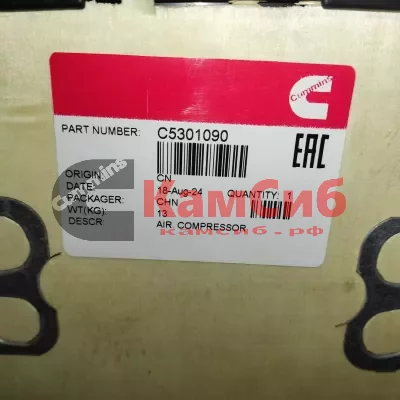 Cummins
PART NUMBER: C5301090
EAC
ORIGIN: CN
DATE: 18-Aug-24 QUANTITY: 1
PACKAGER: CHN
WT(KG): 13
DESCR AIR, COMPRESSOR
Cummins
Камсиб
камсиб.рф